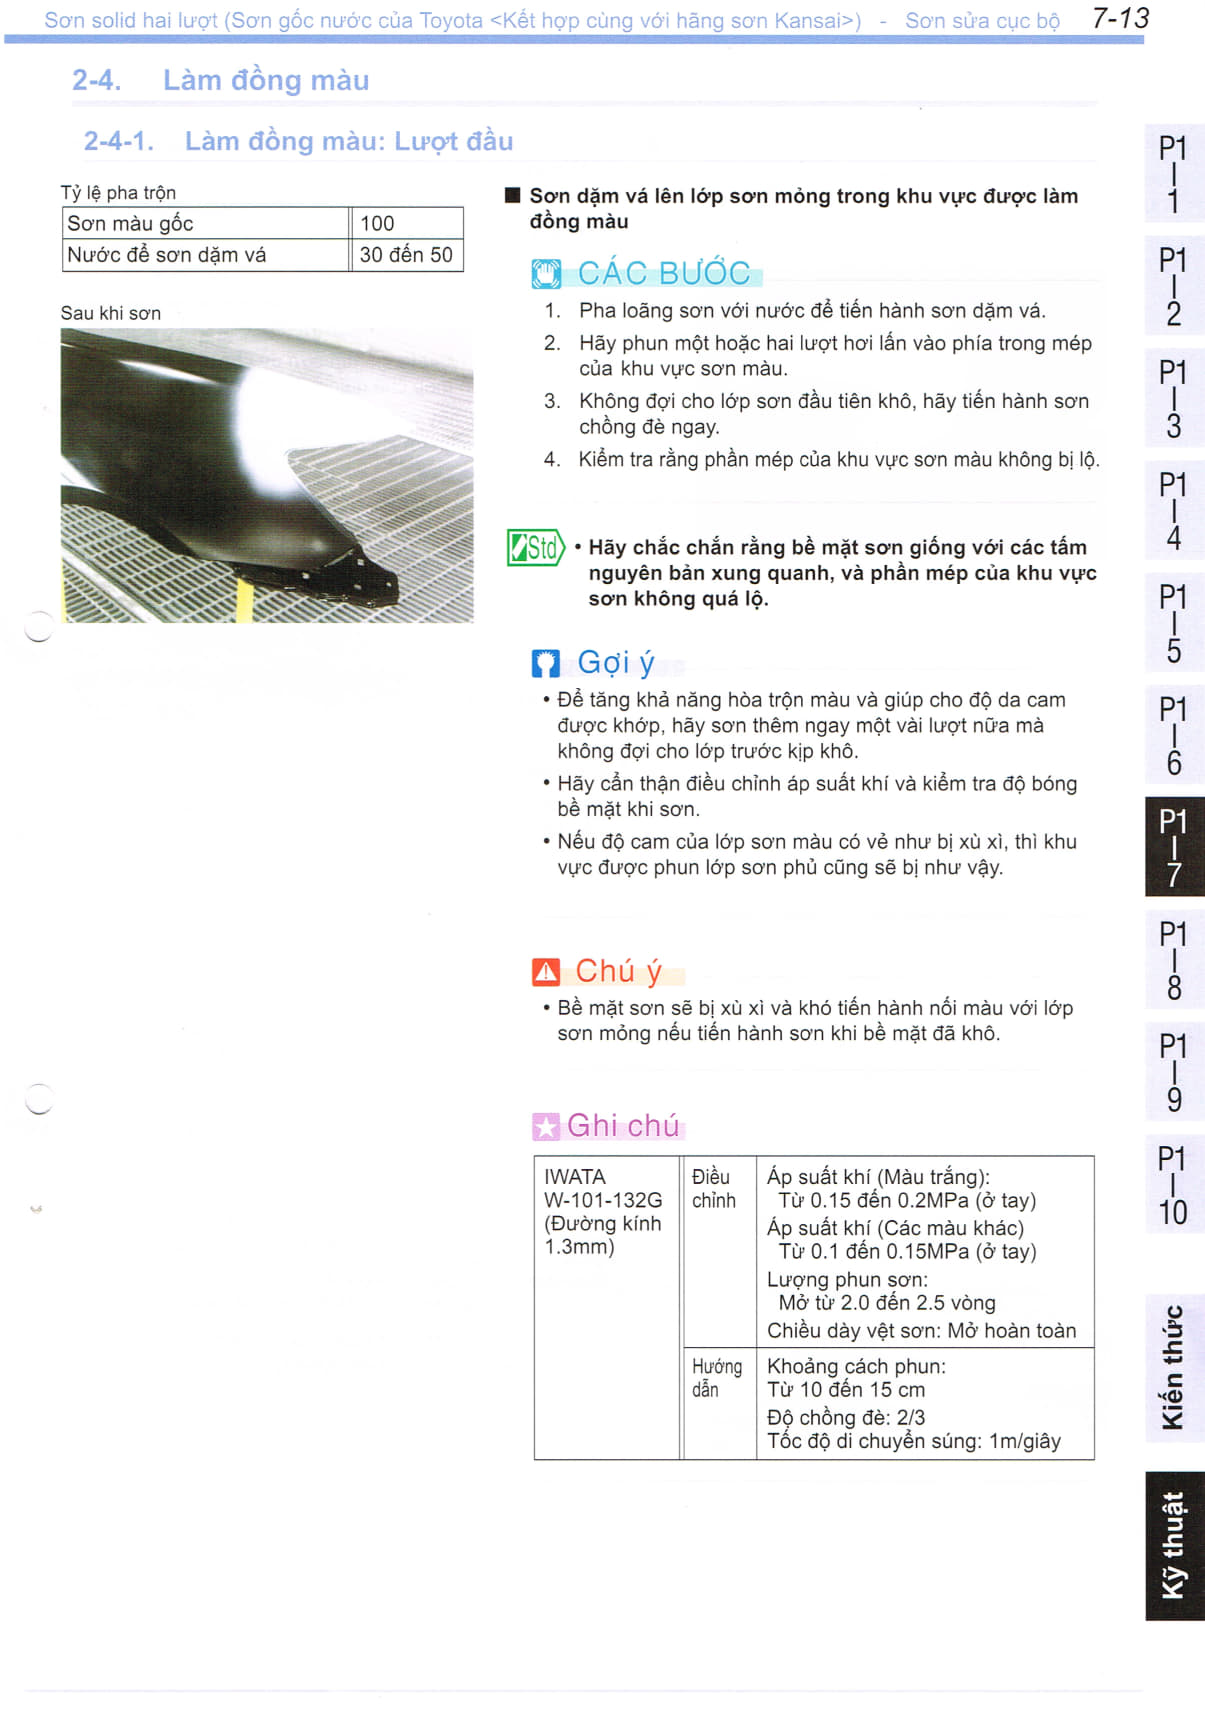 Sơn solid hai lượt (Sơn gốc nước của Toyota <Kết hợp cùng với hãng sơn Kansai>) - Sơn sửa cục bộ 7-13
2-4. Làm đồng màu
2-4-1. Làm đồng màu: Lượt đầu
Tỷ lệ pha trộn
Sơn màu gốc 100
Nước để sơn dặm vá 30 đến 50
Sau khi sơn
■ Sơn dặm vá lên lớp sơn mỏng trong khu vực được làm
đồng màu
CÁC BƯỚC
1. Pha loãng sơn với nước để tiến hành sơn dặm vá.
2. Hãy phun một hoặc hai lượt hơi lấn vào phía trong mép
của khu vực sơn màu.
3. Không đợi cho lớp sơn đầu tiên khô, hãy tiến hành sơn
chồng đè ngay.
4. Kiểm tra rằng phần mép của khu vực sơn màu không bị lộ.
Std
• Hãy chắc chắn rằng bề mặt sơn giống với các tấm
nguyên bản xung quanh, và phần mép của khu vực
sơn không quá lộ.
Gợi ý
• Để tăng khả năng hòa trộn màu và giúp cho độ da cam
được khớp, hãy sơn thêm ngay một vài lượt nữa mà
không đợi cho lớp trước kịp khô.
• Hãy cẩn thận điều chỉnh áp suất khí và kiểm tra độ bóng
bề mặt khi sơn.
• Nếu độ cam của lớp sơn màu có vẻ như bị xù xì, thì khu
vực được phun lớp sơn phủ cũng sẽ bị như vậy.
Chú ý
• Bề mặt sơn sẽ bị xù xì và khó tiến hành nối màu với lớp
sơn mỏng nếu tiến hành sơn khi bề mặt đã khô.
Ghi chú
IWATA
W-101-132G
(Đường kính
1.3mm)
Điều
chỉnh
Áp suất khí (Màu trắng):
Từ 0.15 đến 0.2MPa (ở tay)
Áp suất khí (Các màu khác)
Từ 0.1 đến 0.15MPa (ở tay)
Lượng phun sơn:
Mở từ 2.0 đến 2.5 vòng
Chiều dày vệt sơn: Mở hoàn toàn
Hướng
dẫn
Khoảng cách phun:
Từ 10 đến 15 cm
Độ chồng đè: 2/3
Tốc độ di chuyển súng: 1m/giây
P1
|
1
P1
|
2
P1
|
3
P1
|
4
P1
|
5
P1
|
6
P1
|
7
P1
|
8
P1
|
9
P1
|
10
Kiến thức
Kỹ thuật